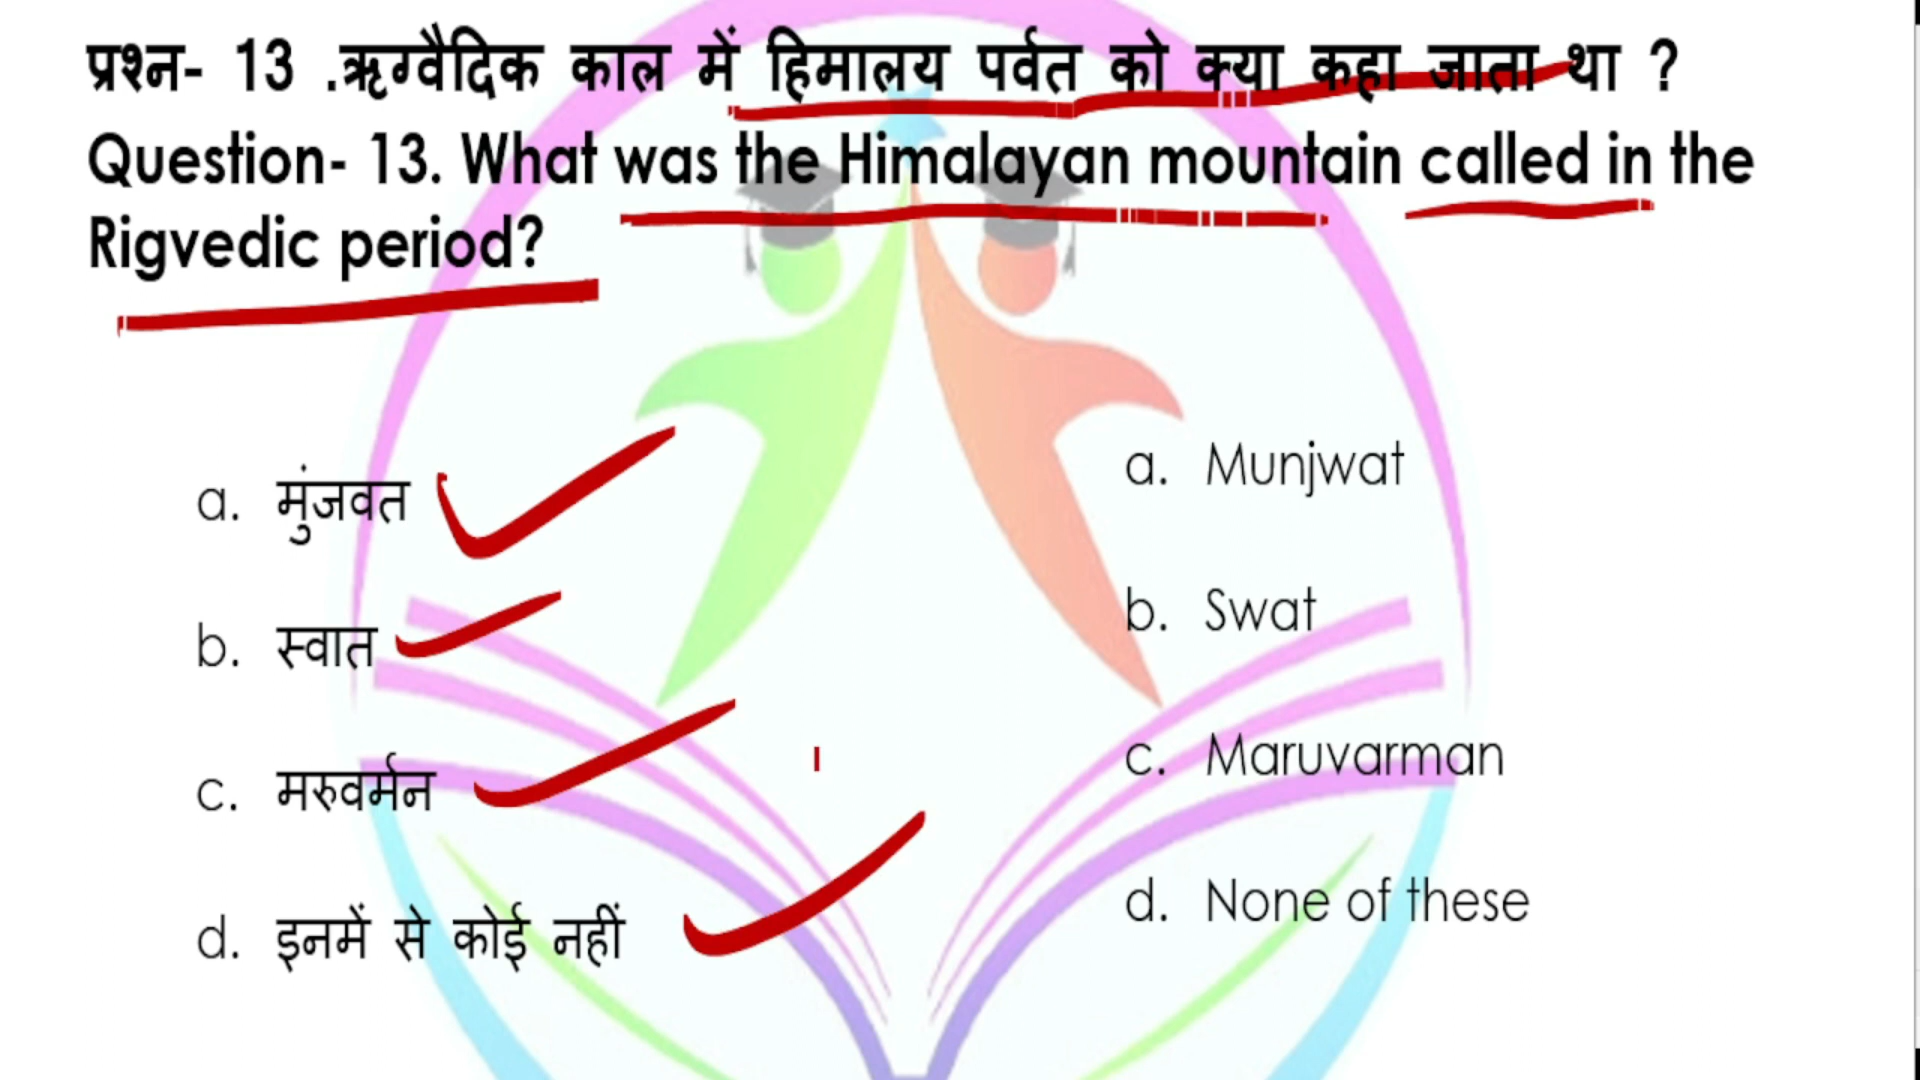 प्रश्न- 13 .ऋग्वैदिक काल में हिमालय पर्वत को क्या कहा जाता था ?
Question- 13. What was the Himalayan mountain called in the
Rigvedic period?
a. मुंजवत
b. स्वात
c. मरुवर्मन
d. इनमें से कोई नहीं
a. Munjwat
b. Swat
c. Maruvarman
d. None of these